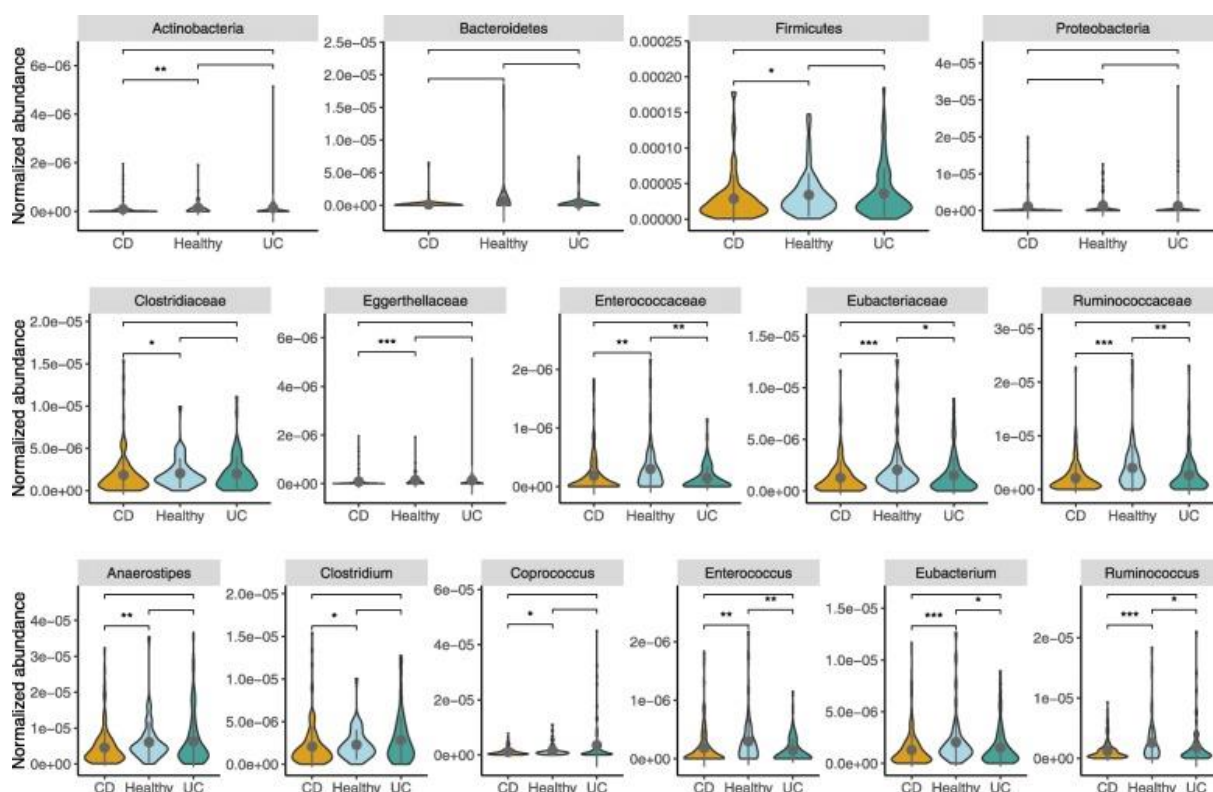 Actinobacteria Bacteroidetes Firmicutes Proteobacteria
Normalized abundance
6e−06
4e−06
2e−06
0e+00
**
CD Healthy UC
2.5e−05
2.0e−05
1.5e−05
1.0e−05
5.0e−06
0.0e+00
CD Healthy UC
0.00025
0.00020
0.00015
0.00010
0.00005
0.00000
*
CD Healthy UC
4e−05
3e−05
2e−05
1e−05
0e+00
CD Healthy UC
Clostridiaceae Eggerthellaceae Enterococcaceae Eubacteriaceae Ruminococcaceae
Normalized abundance
2.0e−05
1.5e−05
1.0e−05
5.0e−06
0.0e+00
*
CD Healthy UC
6e−06
4e−06
2e−06
0e+00
***
CD Healthy UC
2e−06
1e−06
0e+00
** **
CD Healthy UC
1.5e−05
1.0e−05
5.0e−06
0.0e+00
*** *
CD Healthy UC
3e−05
2e−05
1e−05
0e+00
*** **
CD Healthy UC
Anaerostipes Clostridium Coprococcus Enterococcus Eubacterium Ruminococcus
Normalized abundance
4e−05
3e−05
2e−05
1e−05
0e+00
**
CD Healthy UC
2.0e−05
1.5e−05
1.0e−05
5.0e−06
0.0e+00
*
CD Healthy UC
6e−05
4e−05
2e−05
0e+00
*
CD Healthy UC
2e−06
1e−06
0e+00
** **
CD Healthy UC
1.5e−05
1.0e−05
5.0e−06
0.0e+00
*** *
CD Healthy UC
2e−05
1e−05
0e+00
*** *
CD Healthy UC